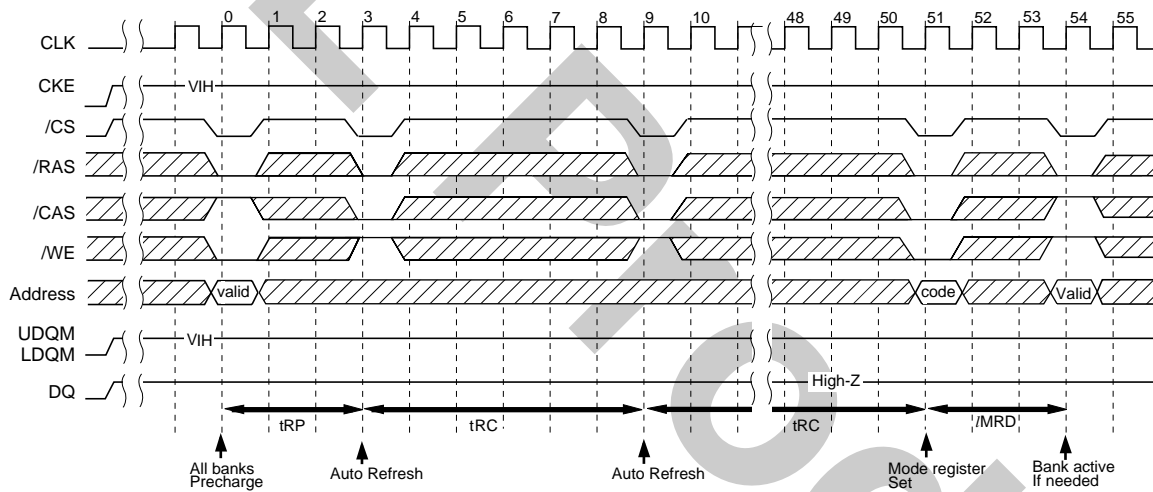 0 1 2 3 4 5 6 7 8 9 10 48 49 50 51 52 53 54 55
CLK
CKE VIH
/CS
/RAS
/CAS
/WE
Address valid code Valid
UDQM
LDQM VIH
DQ High-Z
tRP tRC tRC lMRD
All banks
Precharge
Auto Refresh
Auto Refresh
Mode register
Set
Bank active
If needed